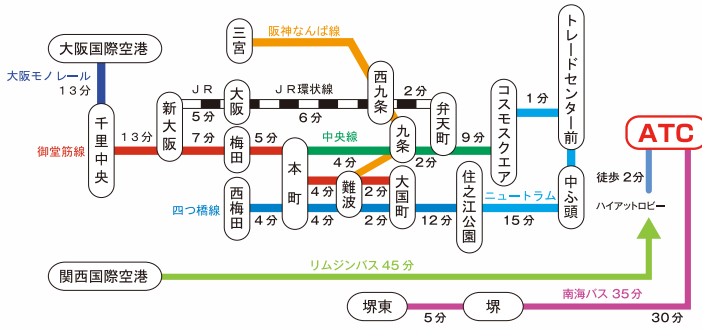 トレードセンター前
三宮
阪神なんば線
大阪国際空港
大阪モノレール
13分
JR
5分
大阪
JR環状線
6分
西九条
2分
弁天町
コスモスクエア
1分
ATC
新大阪
千里中央
御堂筋線
13分
7分
梅田
5分
中央線
九条
4分
2分
9分
本町
4分
難波
2分
大国町
住之江公園
ニュートラム
中ふ頭
徒歩 2分
ハイアットロビー
四つ橋線
西梅田
4分
4分
2分
12分
15分
関西国際空港
リムジンバス 45分
南海バス 35分
堺東
5分
堺
30分